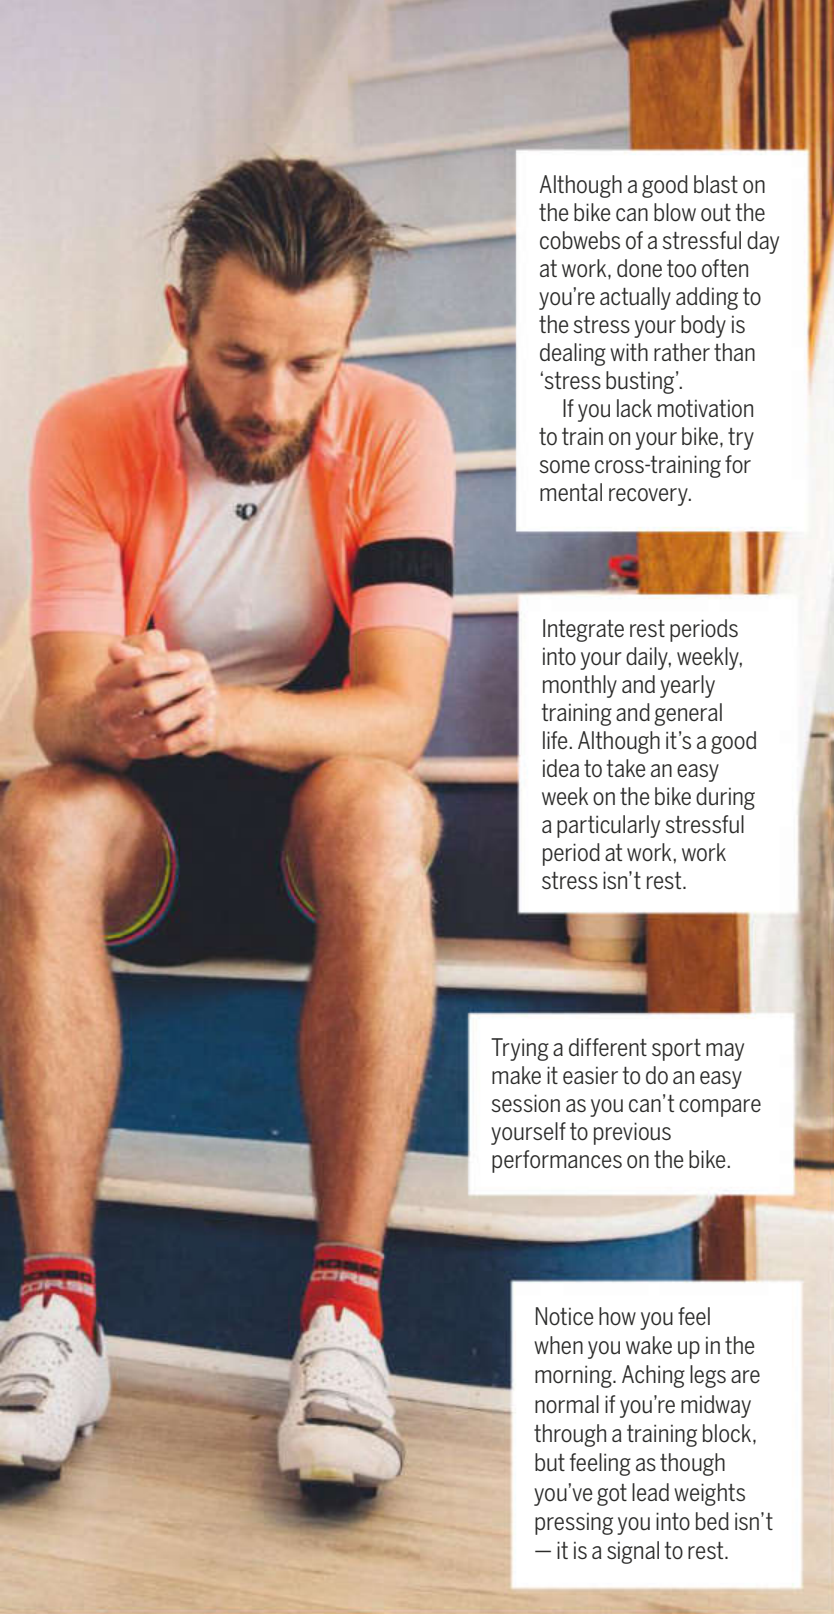 Although a good blast on
the bike can blow out the
cobwebs of a stressful day
at work, done too often
you're actually adding to
the stress your body is
dealing with rather than
‘stress busting’.
If you lack motivation
to train on your bike, try
some cross-training for
mental recovery.
Integrate rest periods
into your daily, weekly,
monthly and yearly
training and general
life. Although it's a good
idea to take an easy
week on the bike during
a particularly stressful
period at work, work
stress isn't rest.
Trying a different sport may
make it easier to do an easy
session as you can't compare
yourself to previous
performances on the bike.
Notice how you feel
when you wake up in the
morning. Aching legs are
normal if you're midway
through a training block,
but feeling as though
you've got lead weights
pressing you into bed isn't
– it is a signal to rest.
ROSSO
CORSA